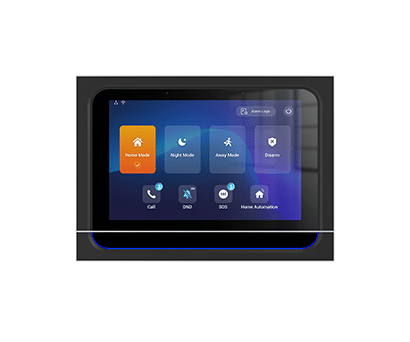 Alarm Logs
Home Mode
Night Mode
Away Mode
Disarm
Call
DND
SOS
Home Automation